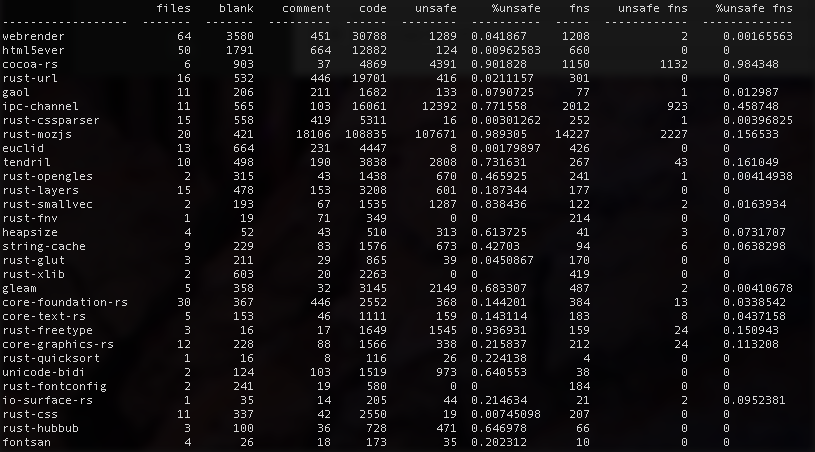 files blank comment code unsafe %unsafe fns unsafe fns %unsafe fns
----------------- ------- ------- --------- ------ -------- ---------- ----- ------------ -------------
webrender 64 3580 451 30788 1289 0.041867 1208 2 0.00165563
html5ever 50 1791 664 12882 124 0.00962583 660 0 0
cocoa-rs 6 903 37 4869 4391 0.901828 1150 1132 0.984348
rust-url 16 532 446 19701 416 0.0211157 301 0 0
gaol 11 206 211 1682 133 0.0790725 77 1 0.012987
ipc-channel 11 565 103 16061 12392 0.771558 2012 923 0.458748
rust-cssparser 15 558 419 5311 16 0.00301262 252 1 0.00396825
rust-mozjs 20 421 18106 108835 107671 0.989305 14227 2227 0.156533
euclid 13 664 231 4447 8 0.00179897 426 0 0
tendril 10 498 190 3838 2808 0.731631 267 43 0.161049
rust-opengles 2 315 43 1438 670 0.465925 241 1 0.00414938
rust-layers 15 478 153 3208 601 0.187344 177 0 0
rust-smallvec 2 193 67 1535 1287 0.838436 122 2 0.0163934
rust-fnv 1 19 71 349 0 0 214 0 0
heapsize 4 52 43 510 313 0.613725 41 3 0.0731707
string-cache 9 229 83 1576 673 0.42703 94 6 0.0638298
rust-glut 3 211 29 865 39 0.0450867 170 0 0
rust-xlib 2 603 20 2263 0 0 419 0 0
gleam 5 358 32 3145 2149 0.683307 487 2 0.00410678
core-foundation-rs 30 367 446 2552 368 0.144201 384 13 0.0338542
core-text-rs 5 153 46 1111 159 0.143114 183 8 0.0437158
rust-freetype 3 16 17 1649 1545 0.936931 159 24 0.150943
core-graphics-rs 12 228 88 1566 338 0.215837 212 24 0.113208
rust-quicksort 1 16 8 116 26 0.224138 4 0 0
unicode-bidi 2 124 103 1519 973 0.640553 38 0 0
rust-fontconfig 2 241 19 580 0 0 184 0 0
io-surface-rs 1 35 14 205 44 0.214634 21 2 0.0952381
rust-css 11 337 42 2550 19 0.00745098 207 0 0
rust-hubbub 3 100 36 728 471 0.646978 66 0 0
fontsan 4 26 18 173 35 0.202312 10 0 0